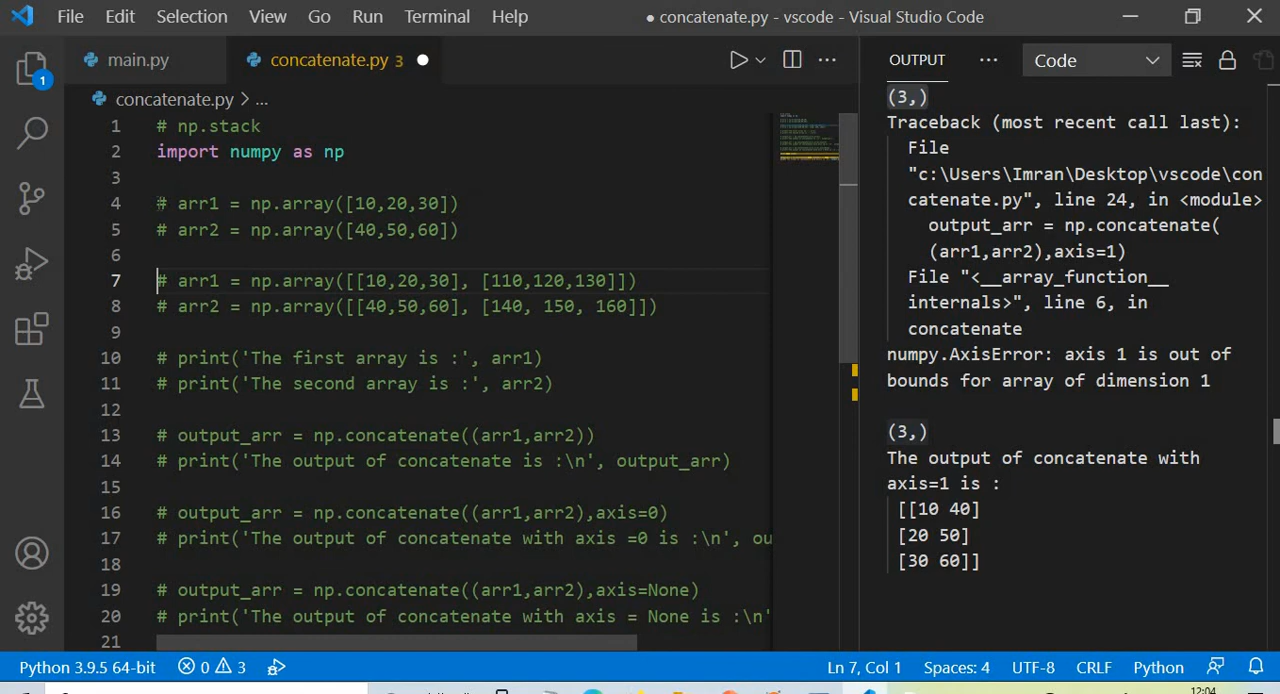 File Edit Selection View Go Run Terminal Help
● concatenate.py - vscode - Visual Studio Code
main.py
concatenate.py 3
concatenate.py > ...
1 # np.stack
2 import numpy as np
3
4 # arr1 = np.array([10,20,30])
5 # arr2 = np.array([40,50,60])
6
7 # arr1 = np.array([[10,20,30], [110,120,130]])
8 # arr2 = np.array([[40,50,60], [140, 150, 160]])
9
10 # print('The first array is :', arr1)
11 # print('The second array is :', arr2)
12
13 # output_arr = np.concatenate((arr1,arr2))
14 # print('The output of concatenate is :\n', output_arr)
15
16 # output_arr = np.concatenate((arr1,arr2),axis=0)
17 # print('The output of concatenate with axis =0 is :\n', ou
18
19 # output_arr = np.concatenate((arr1,arr2),axis=None)
20 # print('The output of concatenate with axis = None is :\n'
21
OUTPUT ... Code
(3,)
Traceback (most recent call last):
File
"c:\Users\Imran\Desktop\vscode\con
catenate.py", line 24, in <module>
output_arr = np.concatenate(
(arr1,arr2),axis=1)
File "<__array_function__
internals>", line 6, in
concatenate
numpy.AxisError: axis 1 is out of
bounds for array of dimension 1
(3,)
The output of concatenate with
axis=1 is :
[[10 40]
[20 50]
[30 60]]
1
Python 3.9.5 64-bit 0 3 Ln 7, Col 1 Spaces: 4 UTF-8 CRLF Python
12:04